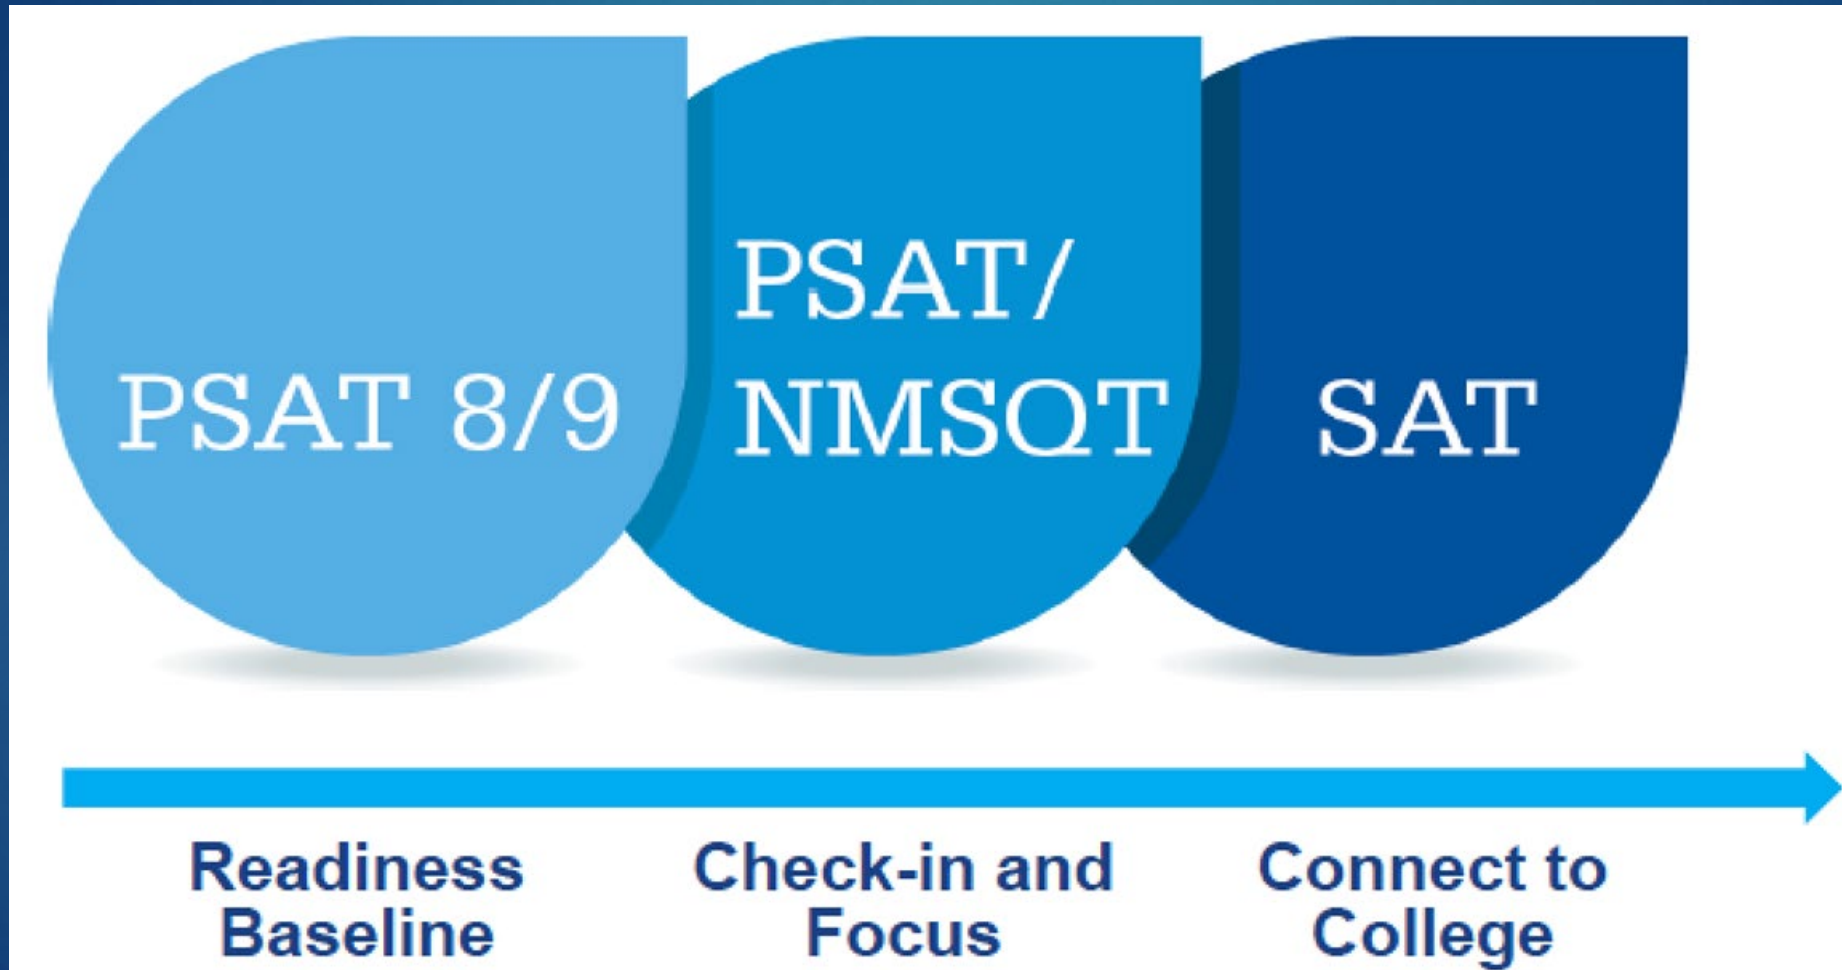 PSAT 8/9
PSAT/
NMSQT
SAT
Readiness
Baseline
Check-in and
Focus
Connect to
College